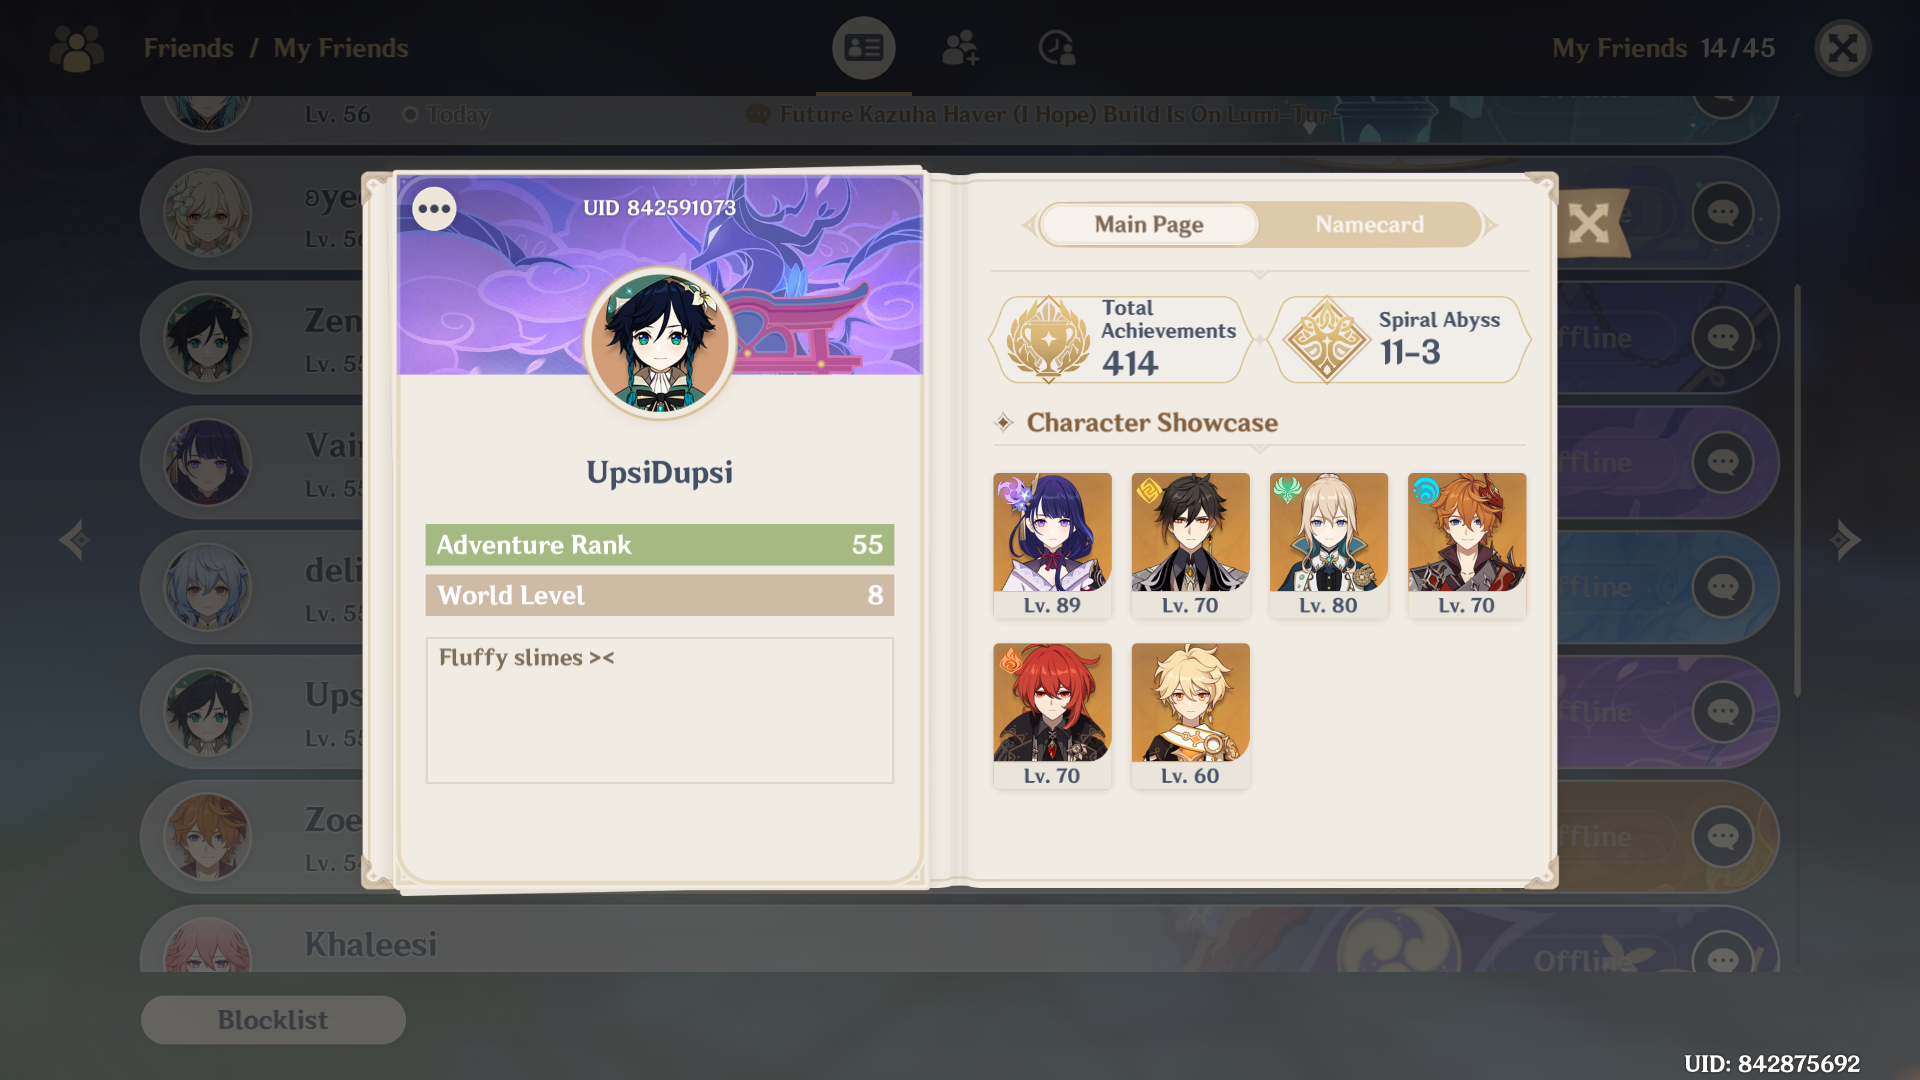 Friends / My Friends
My Friends 14/45
Lv. 56 Today
Future Kazuha Haver (I Hope) Build Is On Lumi-Tur-
UID 842591073
UpsiDupsi
Adventure Rank 55
World Level 8
Fluffy slimes ><
Main Page
Namecard
Total
Achievements
414
Spiral Abyss
11-3
Character Showcase
Lv. 89
Lv. 70
Lv. 80
Lv. 70
Lv. 70
Lv. 60
Khaleesi
Offline
Blocklist
UID: 842875692